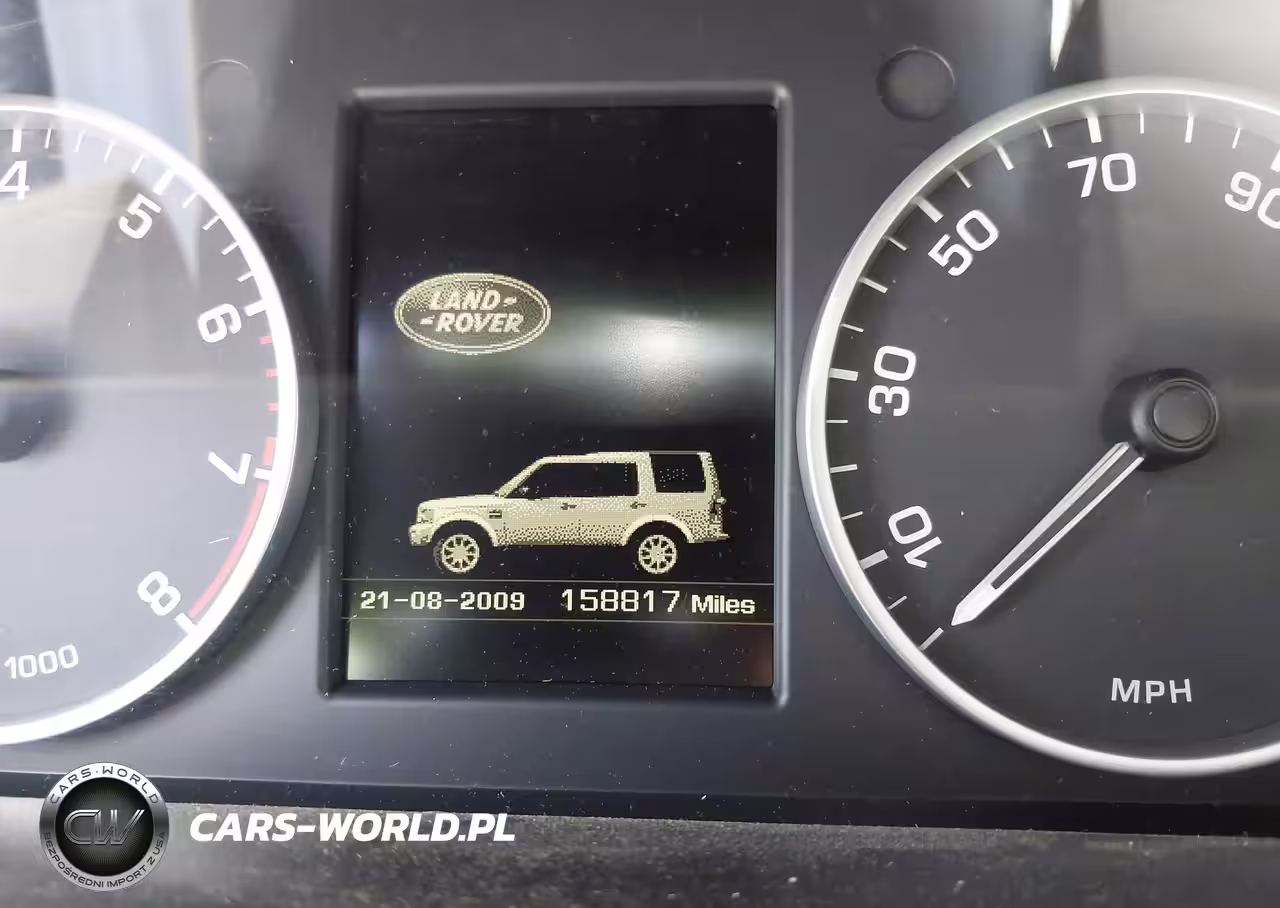 4
5
6
7
8
1000
LAND-
-ROVER
21-08-2009 158817 Miles
10
30
50
70
90
MPH
CARS-WORLD
CW
BEZPOŚREDNI IMPORT Z USA
CARS-WORLD.PL